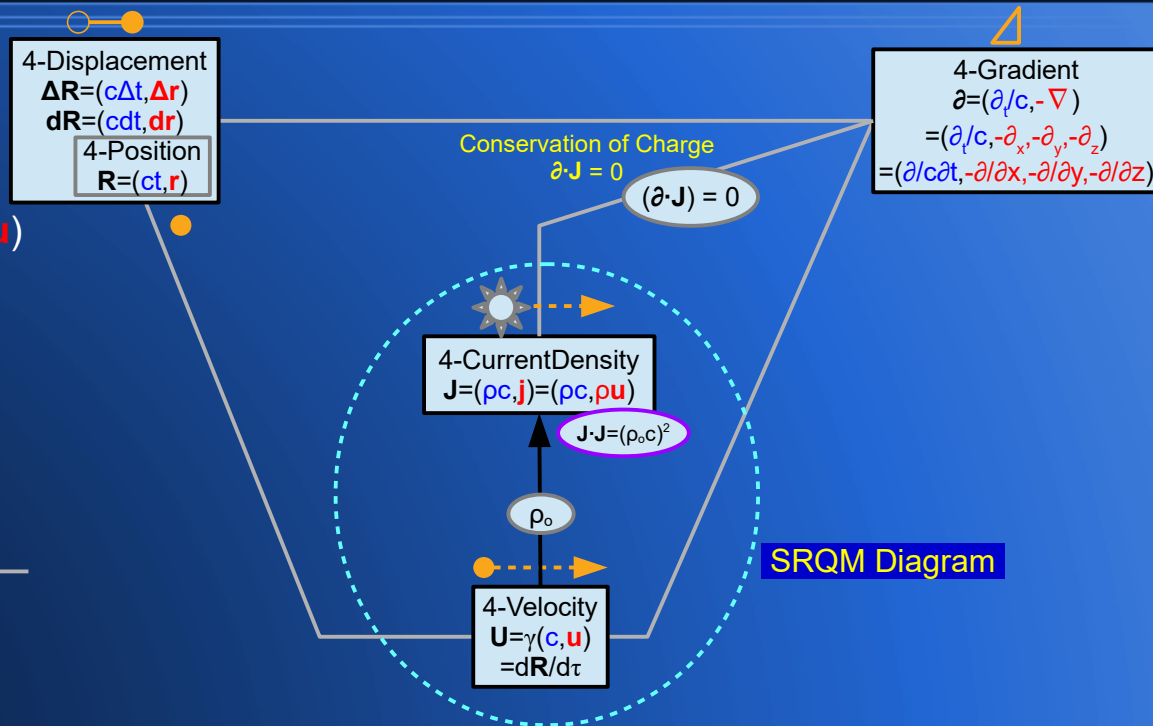 4-Displacement
ΔR=(cΔt,Δr)
dR=(cdt,dr)
4-Position
R=(ct,r)
4-Gradient
∂=(∂ₜ/c,-∇)
=(∂ₜ/c,-∂ₓ,-∂y,-∂z)
=(∂/c∂t,-∂/∂x,-∂/∂y,-∂/∂z)
Conservation of Charge
∂·J = 0
(∂·J) = 0
u)
4-CurrentDensity
J=(ρc,j)=(ρc,ρu)
J·J=(ρₒc)²
ρₒ
SRQM Diagram
4-Velocity
U=γ(c,u)
=dR/dτ